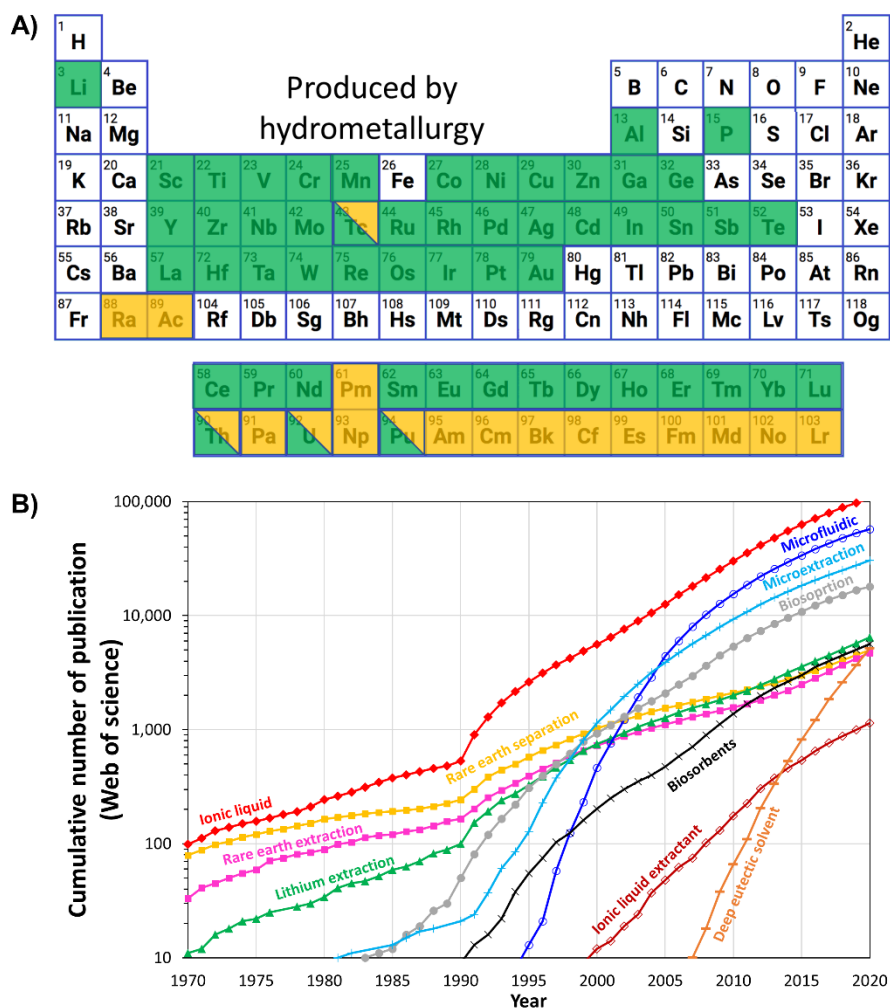 A)
1 2
H He
Produced by
hydrometallurgy
3 4 5 6 7 8 9 10
Li Be B C N O F Ne
11 12 13 14 15 16 17 18
Na Mg Al Si P S Cl Ar
19 20 21 22 23 24 25 26 27 28 29 30 31 32 33 34 35 36
K Ca Sc Ti V Cr Mn Fe Co Ni Cu Zn Ga Ge As Se Br Kr
37 38 39 40 41 42 43 44 45 46 47 48 49 50 51 52 53 54
Rb Sr Y Zr Nb Mo Tc Ru Rh Pd Ag Cd In Sn Sb Te I Xe
55 56 57 72 73 74 75 76 77 78 79 80 81 82 83 84 85 86
Cs Ba La Hf Ta W Re Os Ir Pt Au Hg Tl Pb Bi Po At Rn
87 88 89 104 105 106 107 108 109 110 111 112 113 114 115 116 117 118
Fr Ra Ac Rf Db Sg Bh Hs Mt Ds Rg Cn Nh Fl Mc Lv Ts Og
58 59 60 61 62 63 64 65 66 67 68 69 70 71
Ce Pr Nd Pm Sm Eu Gd Tb Dy Ho Er Tm Yb Lu
90 91 92 93 94 95 96 97 98 99 100 101 102 103
Th Pa U Np Pu Am Cm Bk Cf Es Fm Md No Lr
B)
Cumulative number of publication
(Web of science)
100,000
10,000
1,000
100
10
Microfluidic
Microextraction
Biosoprtion
Rare earth separation
Biosorbents
Ionic liquid
Rare earth extraction
Lithium extraction
Ionic liquid extractant
Deep eutectic solvent
1970 1975 1980 1985 1990 1995 2000 2005 2010 2015 2020
Year